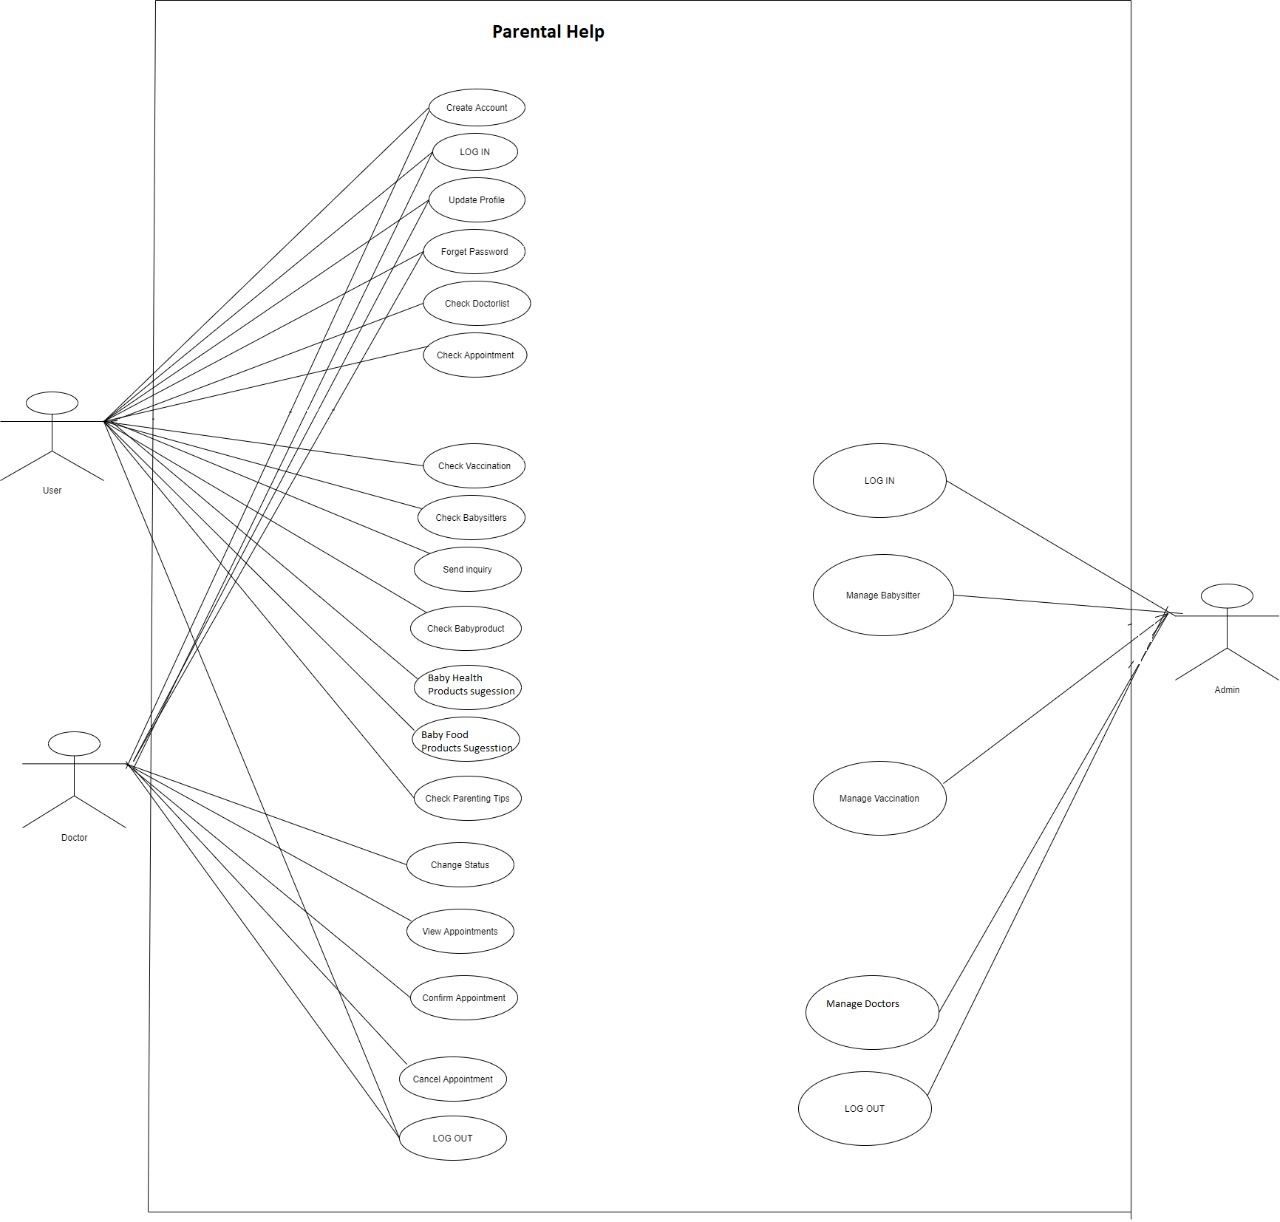 Parental Help
Create Account
LOG IN
Update Profile
Forget Password
Check Doctorlist
Check Appointment
User
Check Vaccination
Check Babysitters
Send inquiry
Check Babyproduct
Baby Health
Products sugession
Baby Food
Products Sugesstion
Check Parenting Tips
Doctor
Change Status
View Appointments
Confirm Appointment
Cancel Appointment
LOG OUT
LOG IN
Manage Babysitter
Admin
Manage Vaccination
Manage Doctors
LOG OUT